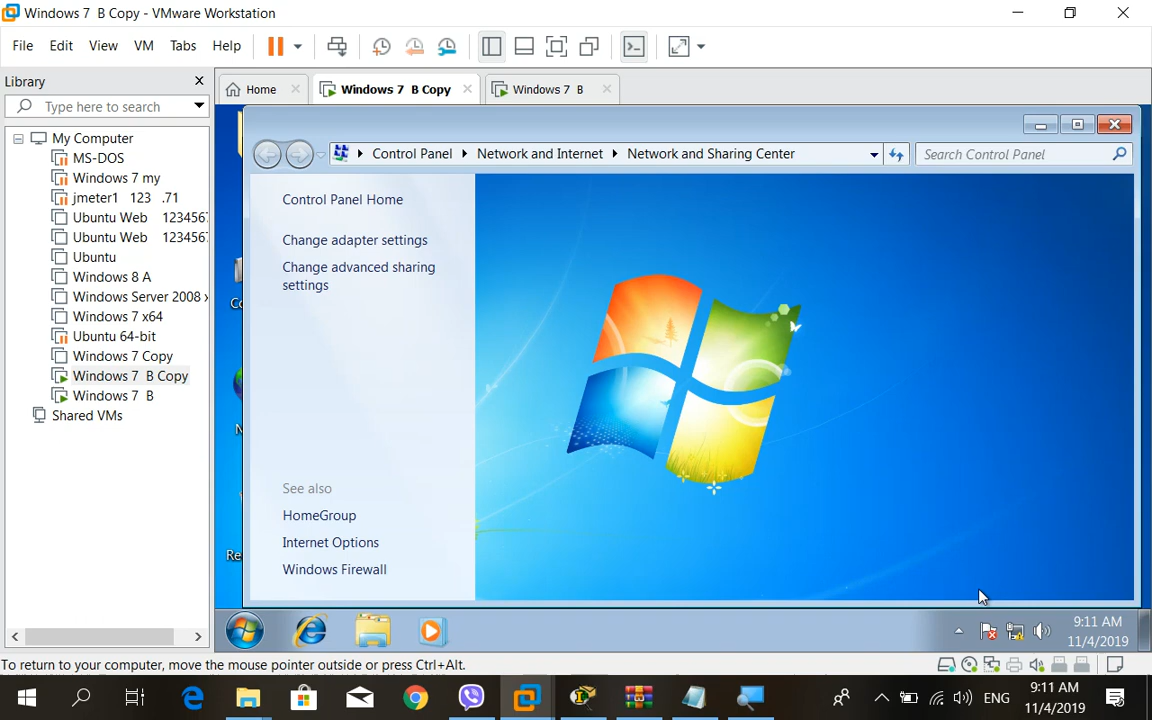 Windows 7  B Copy - VMware Workstation
File Edit View VM Tabs Help
Library
Type here to search
Home
Windows 7  B Copy
Windows 7  B
My Computer
MS-DOS
Windows 7 my
jmeter1   123   .71
Ubuntu Web   123456
Ubuntu Web   123456
Ubuntu
Windows 8 A
Windows Server 2008
Windows 7 x64
Ubuntu 64-bit
Windows 7 Copy
Windows 7  B Copy
Windows 7  B
Shared VMs
Control Panel
Network and Internet
Network and Sharing Center
Search Control Panel
Control Panel Home
Change adapter settings
Change advanced sharing
settings
See also
HomeGroup
Internet Options
Windows Firewall
Co
N
Re
9:11 AM
11/4/2019
To return to your computer, move the mouse pointer outside or press Ctrl+Alt.
ENG
9:11 AM
11/4/2019